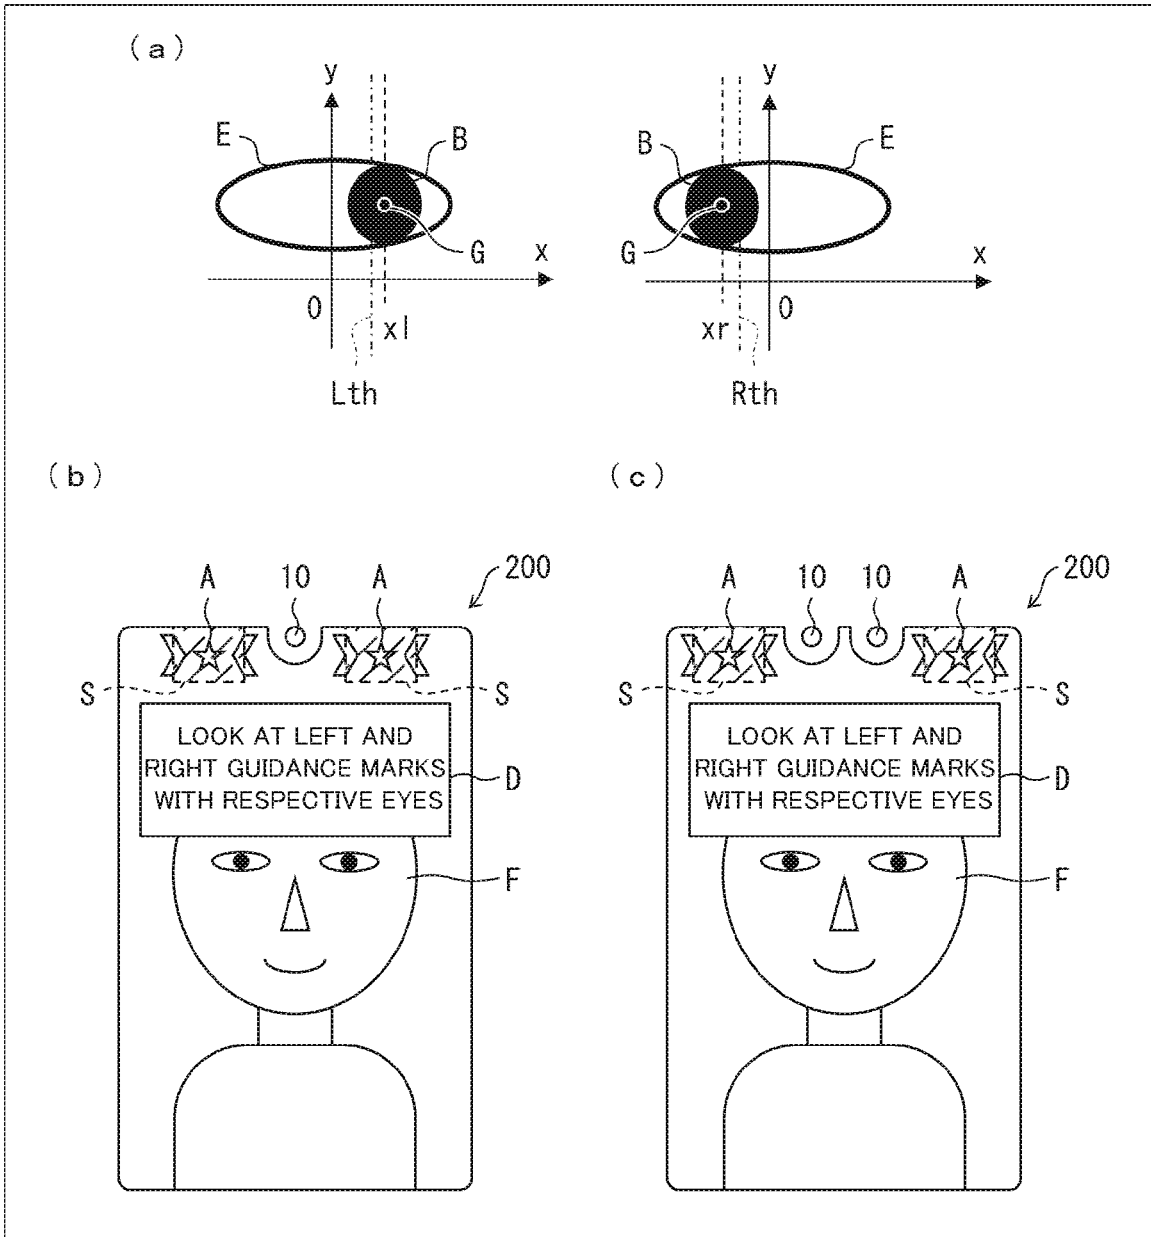 (a)
y
y
E
B
B
E
G
G
x
x
0
0
xl
xr
Lth
Rth
(b)
(c)
A
10
A
200
A
10
10
A
200
S
S
S
S
LOOK AT LEFT AND
RIGHT GUIDANCE MARKS
WITH RESPECTIVE EYES
D
LOOK AT LEFT AND
RIGHT GUIDANCE MARKS
WITH RESPECTIVE EYES
D
F
F